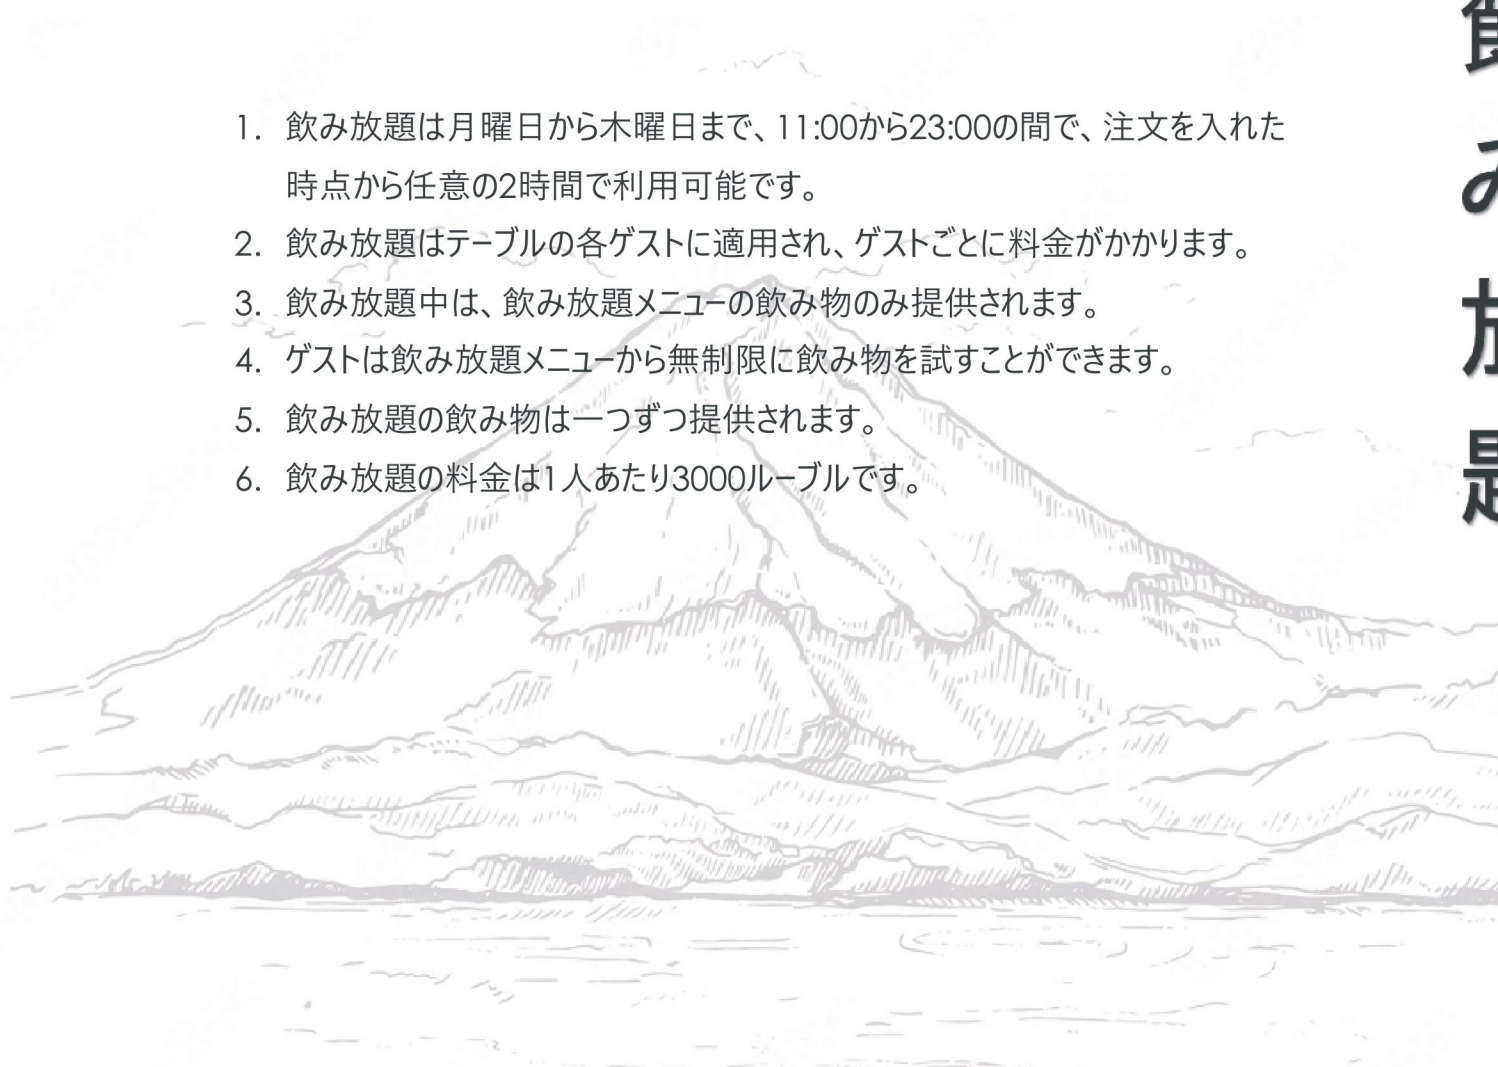 1. 飲み放題は月曜日から木曜日まで、11:00から23:00の間で、注文を入れた
時点から任意の2時間で利用可能です。
2. 飲み放題はテーブルの各ゲストに適用され、ゲストごとに料金がかかります。
3. 飲み放題中は、飲み放題メニューの飲み物のみ提供されます。
4. ゲストは飲み放題メニューから無制限に飲み物を試すことができます。
5. 飲み放題の飲み物は一つずつ提供されます。
6. 飲み放題の料金は1人あたり3000ルーブルです。
飲み放題